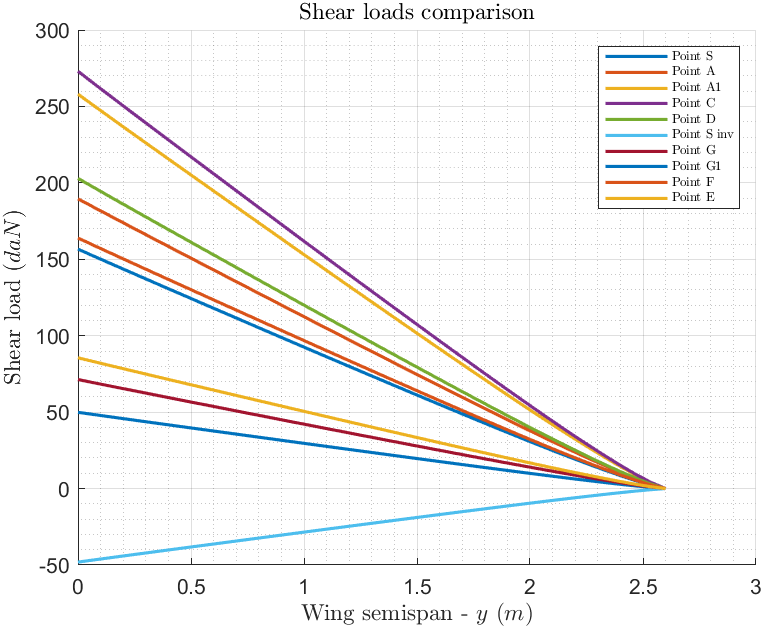 Shear loads comparison
300
250
200
150
100
50
0
-50
Shear load (daN)
Point S
Point A
Point A1
Point C
Point D
Point S inv
Point G
Point G1
Point F
Point E
0 0.5 1 1.5 2 2.5 3
Wing semispan - y (m)